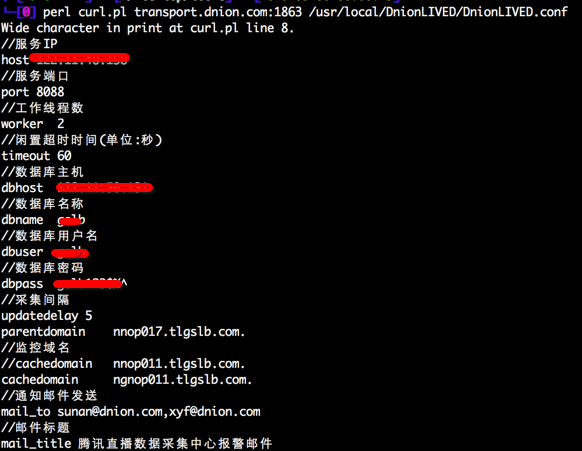 [0] perl curl.pl transport.dnion.com:1863 /usr/local/DnionLIVED/DnionLIVED.conf
Wide character in print at curl.pl line 8.
//服务IP
host
//服务端口
port 8088
//工作线程数
worker  2
//闲置超时时间(单位:秒)
timeout 60
//数据库主机
dbhost
//数据库名称
dbname
//数据库用户名
dbuser
//数据库密码
dbpass
//采集间隔
updatedelay 5
parentdomain    nnop017.tlgslb.com.
//监控域名
//cachedomain   nnop011.tlgslb.com.
cachedomain     ngnop011.tlgslb.com.
//通知邮件发送
mail_to sunan@dnion.com,xyf@dnion.com
//邮件标题
mail_title 腾讯直播数据采集中心报警邮件